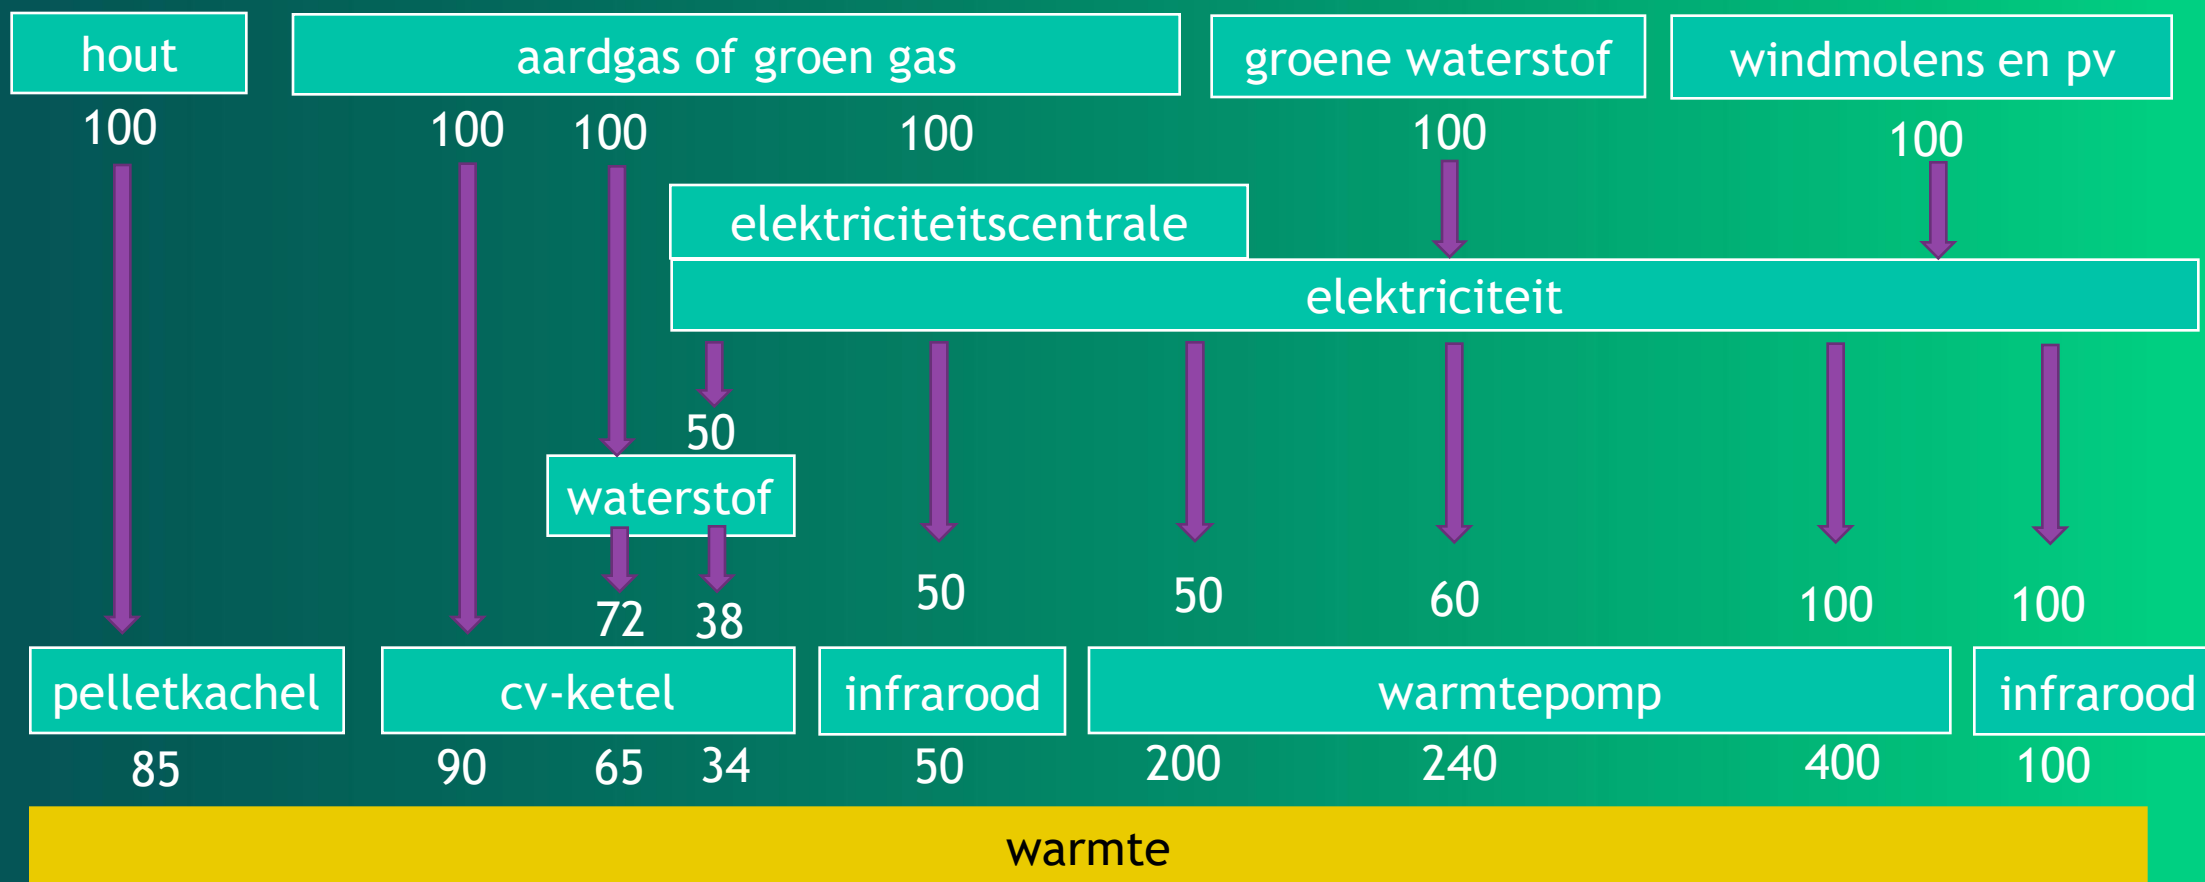 hout
aardgas of groen gas
groene waterstof
windmolens en pv
100
100
100
100
100
100
elektriciteitscentrale
elektriciteit
50
waterstof
72
38
50
50
60
100
100
pelletkachel
cv-ketel
infrarood
warmtepomp
infrarood
85
90
65
34
50
200
240
400
100
warmte